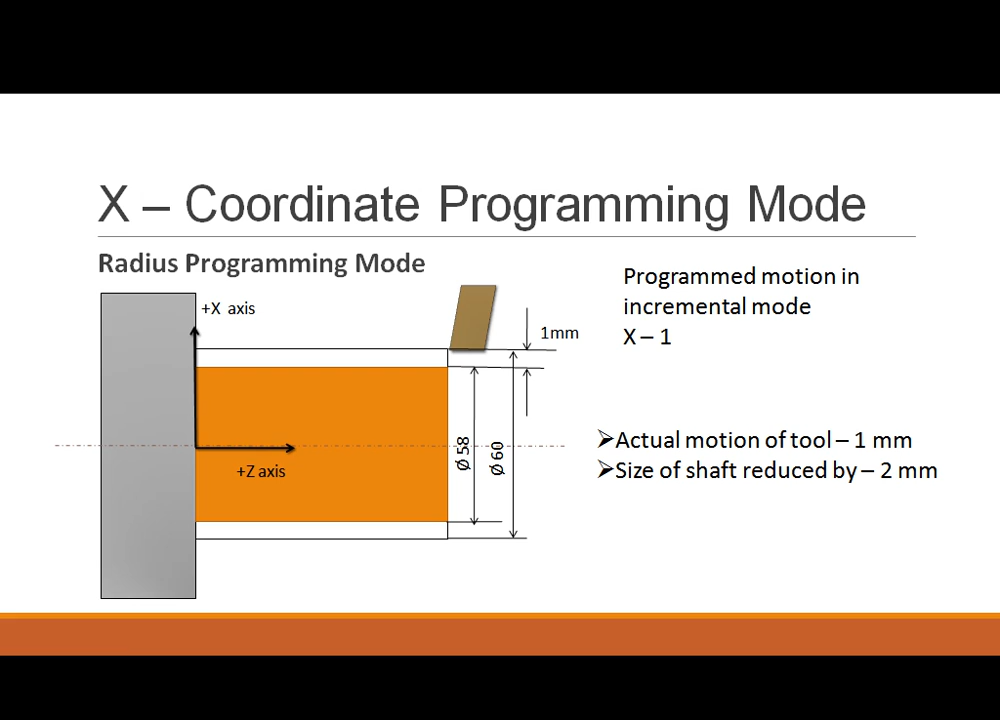 X – Coordinate Programming Mode
Radius Programming Mode
Programmed motion in
incremental mode
X – 1
+X axis
1mm
Ø 58
Ø 60
+Z axis
➢Actual motion of tool – 1 mm
➢Size of shaft reduced by – 2 mm